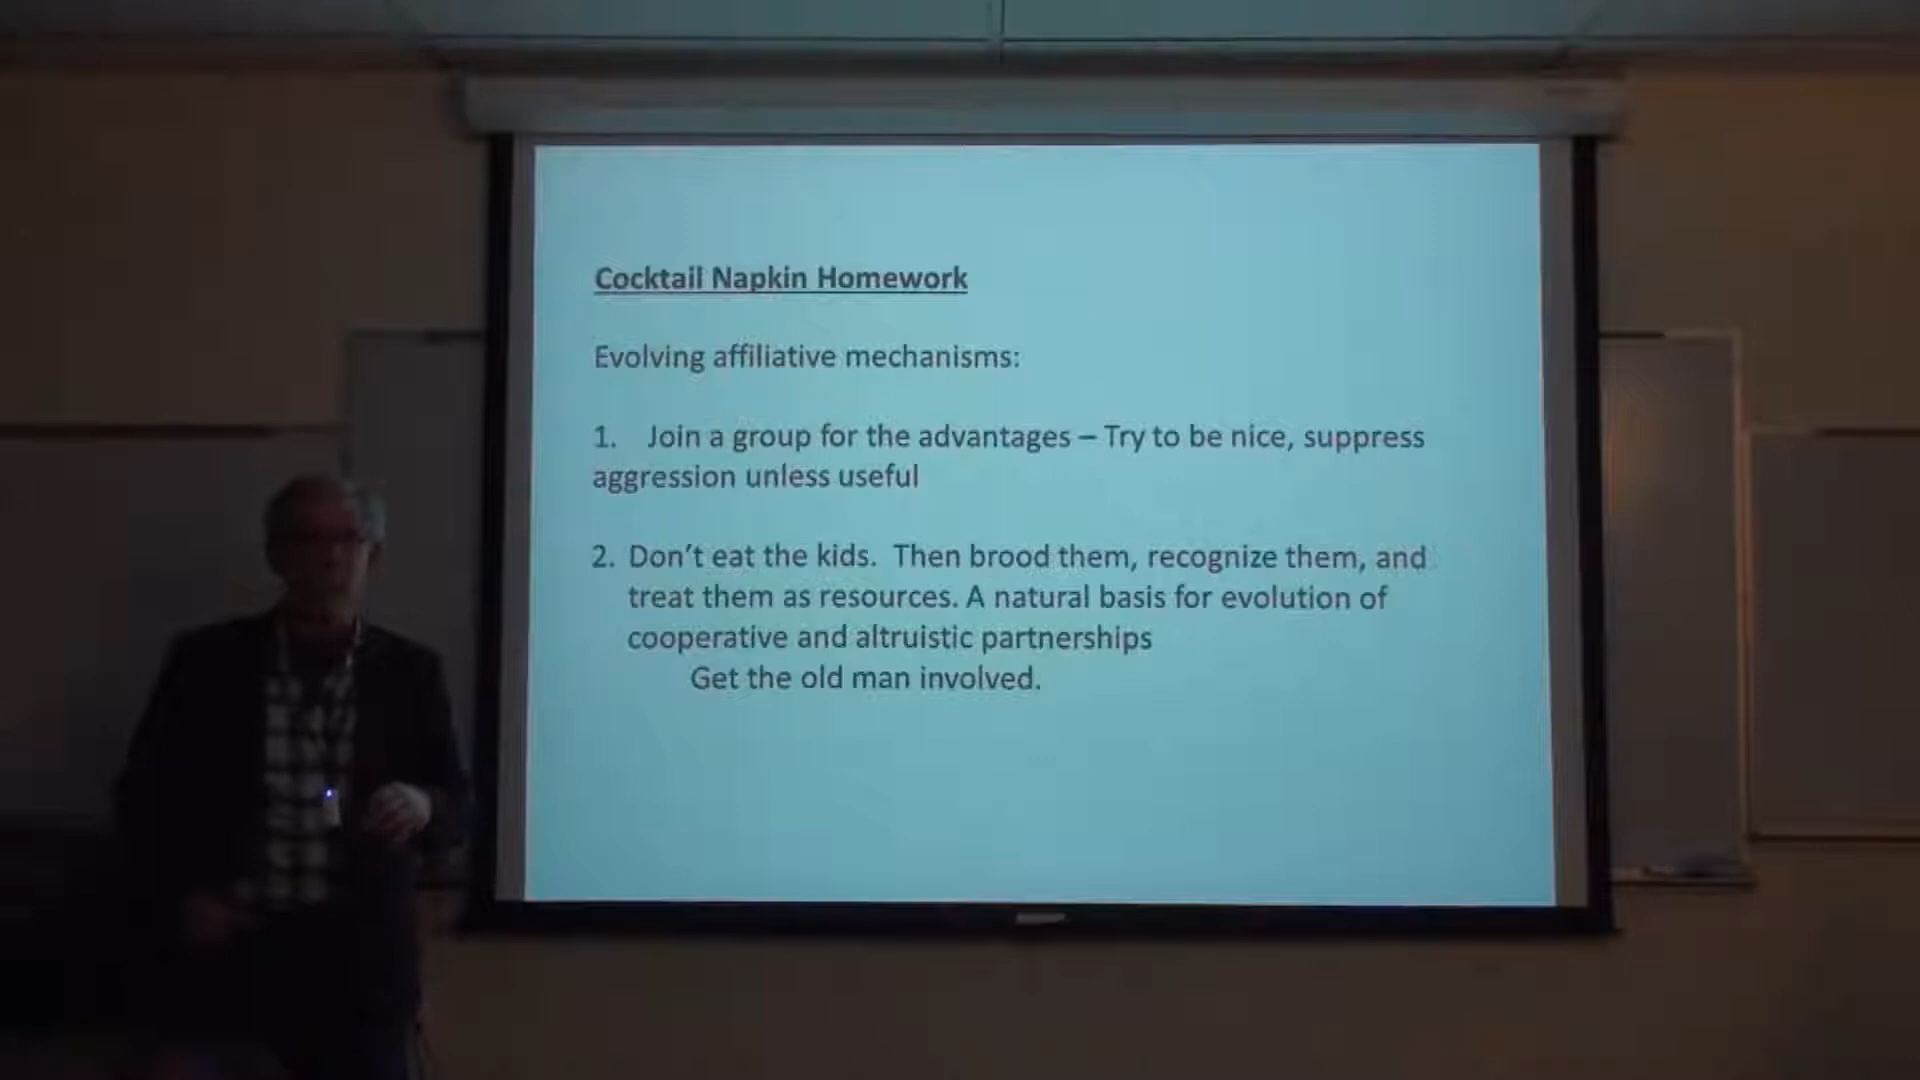 Cocktail Napkin Homework
Evolving affiliative mechanisms:
1. Join a group for the advantages – Try to be nice, suppress
aggression unless useful
2. Don't eat the kids. Then brood them, recognize them, and
treat them as resources. A natural basis for evolution of
cooperative and altruistic partnerships
Get the old man involved.